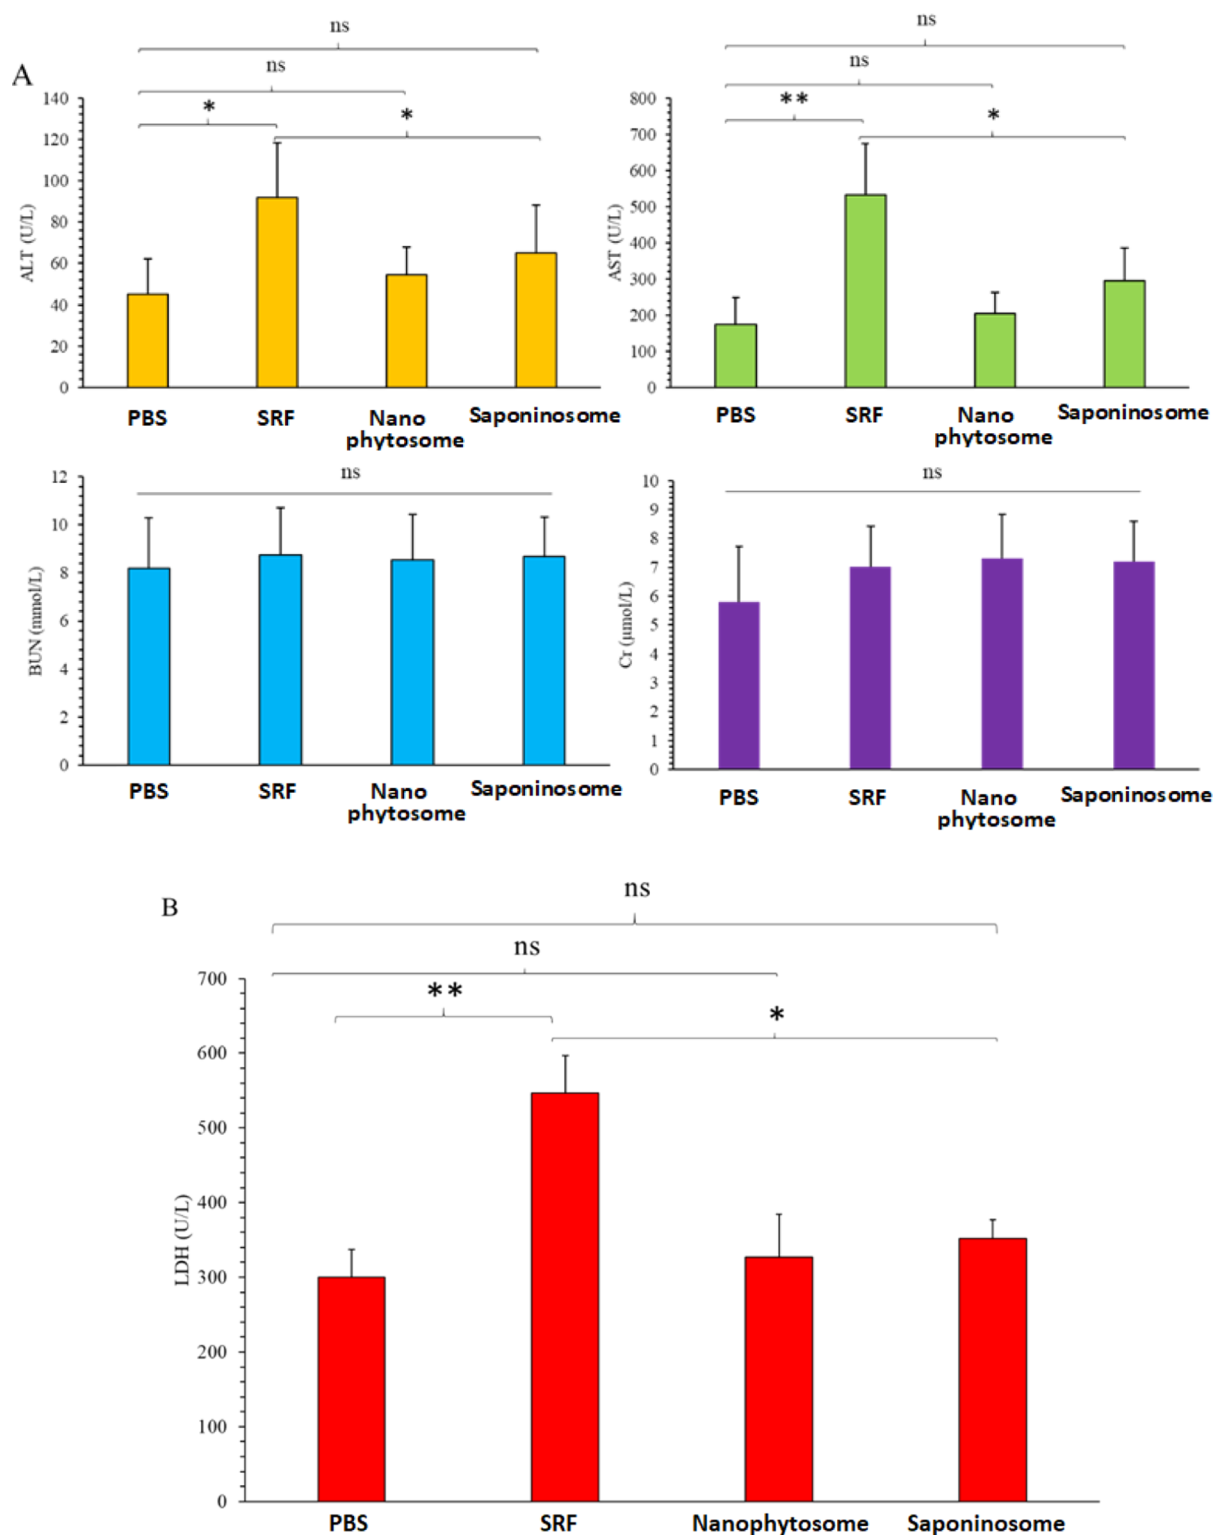 ns
ns
A
ns
ns
*
*
**
*
140
120
100
80
60
40
20
0
ALT (U/L)
PBS
SRF
Nano
phytosome
Saponinosome
800
700
600
500
400
300
200
100
0
AST (U/L)
PBS
SRF
Nano
phytosome
Saponinosome
ns
12
10
8
6
4
2
0
BUN (mmol/L)
PBS
SRF
Nano
phytosome
Saponinosome
ns
10
9
8
7
6
5
4
3
2
1
0
Cr (μmol/L)
PBS
SRF
Nano
phytosome
Saponinosome
B
ns
ns
**
*
700
600
500
400
300
200
100
0
LDH (U/L)
PBS
SRF
Nanophytosome
Saponinosome